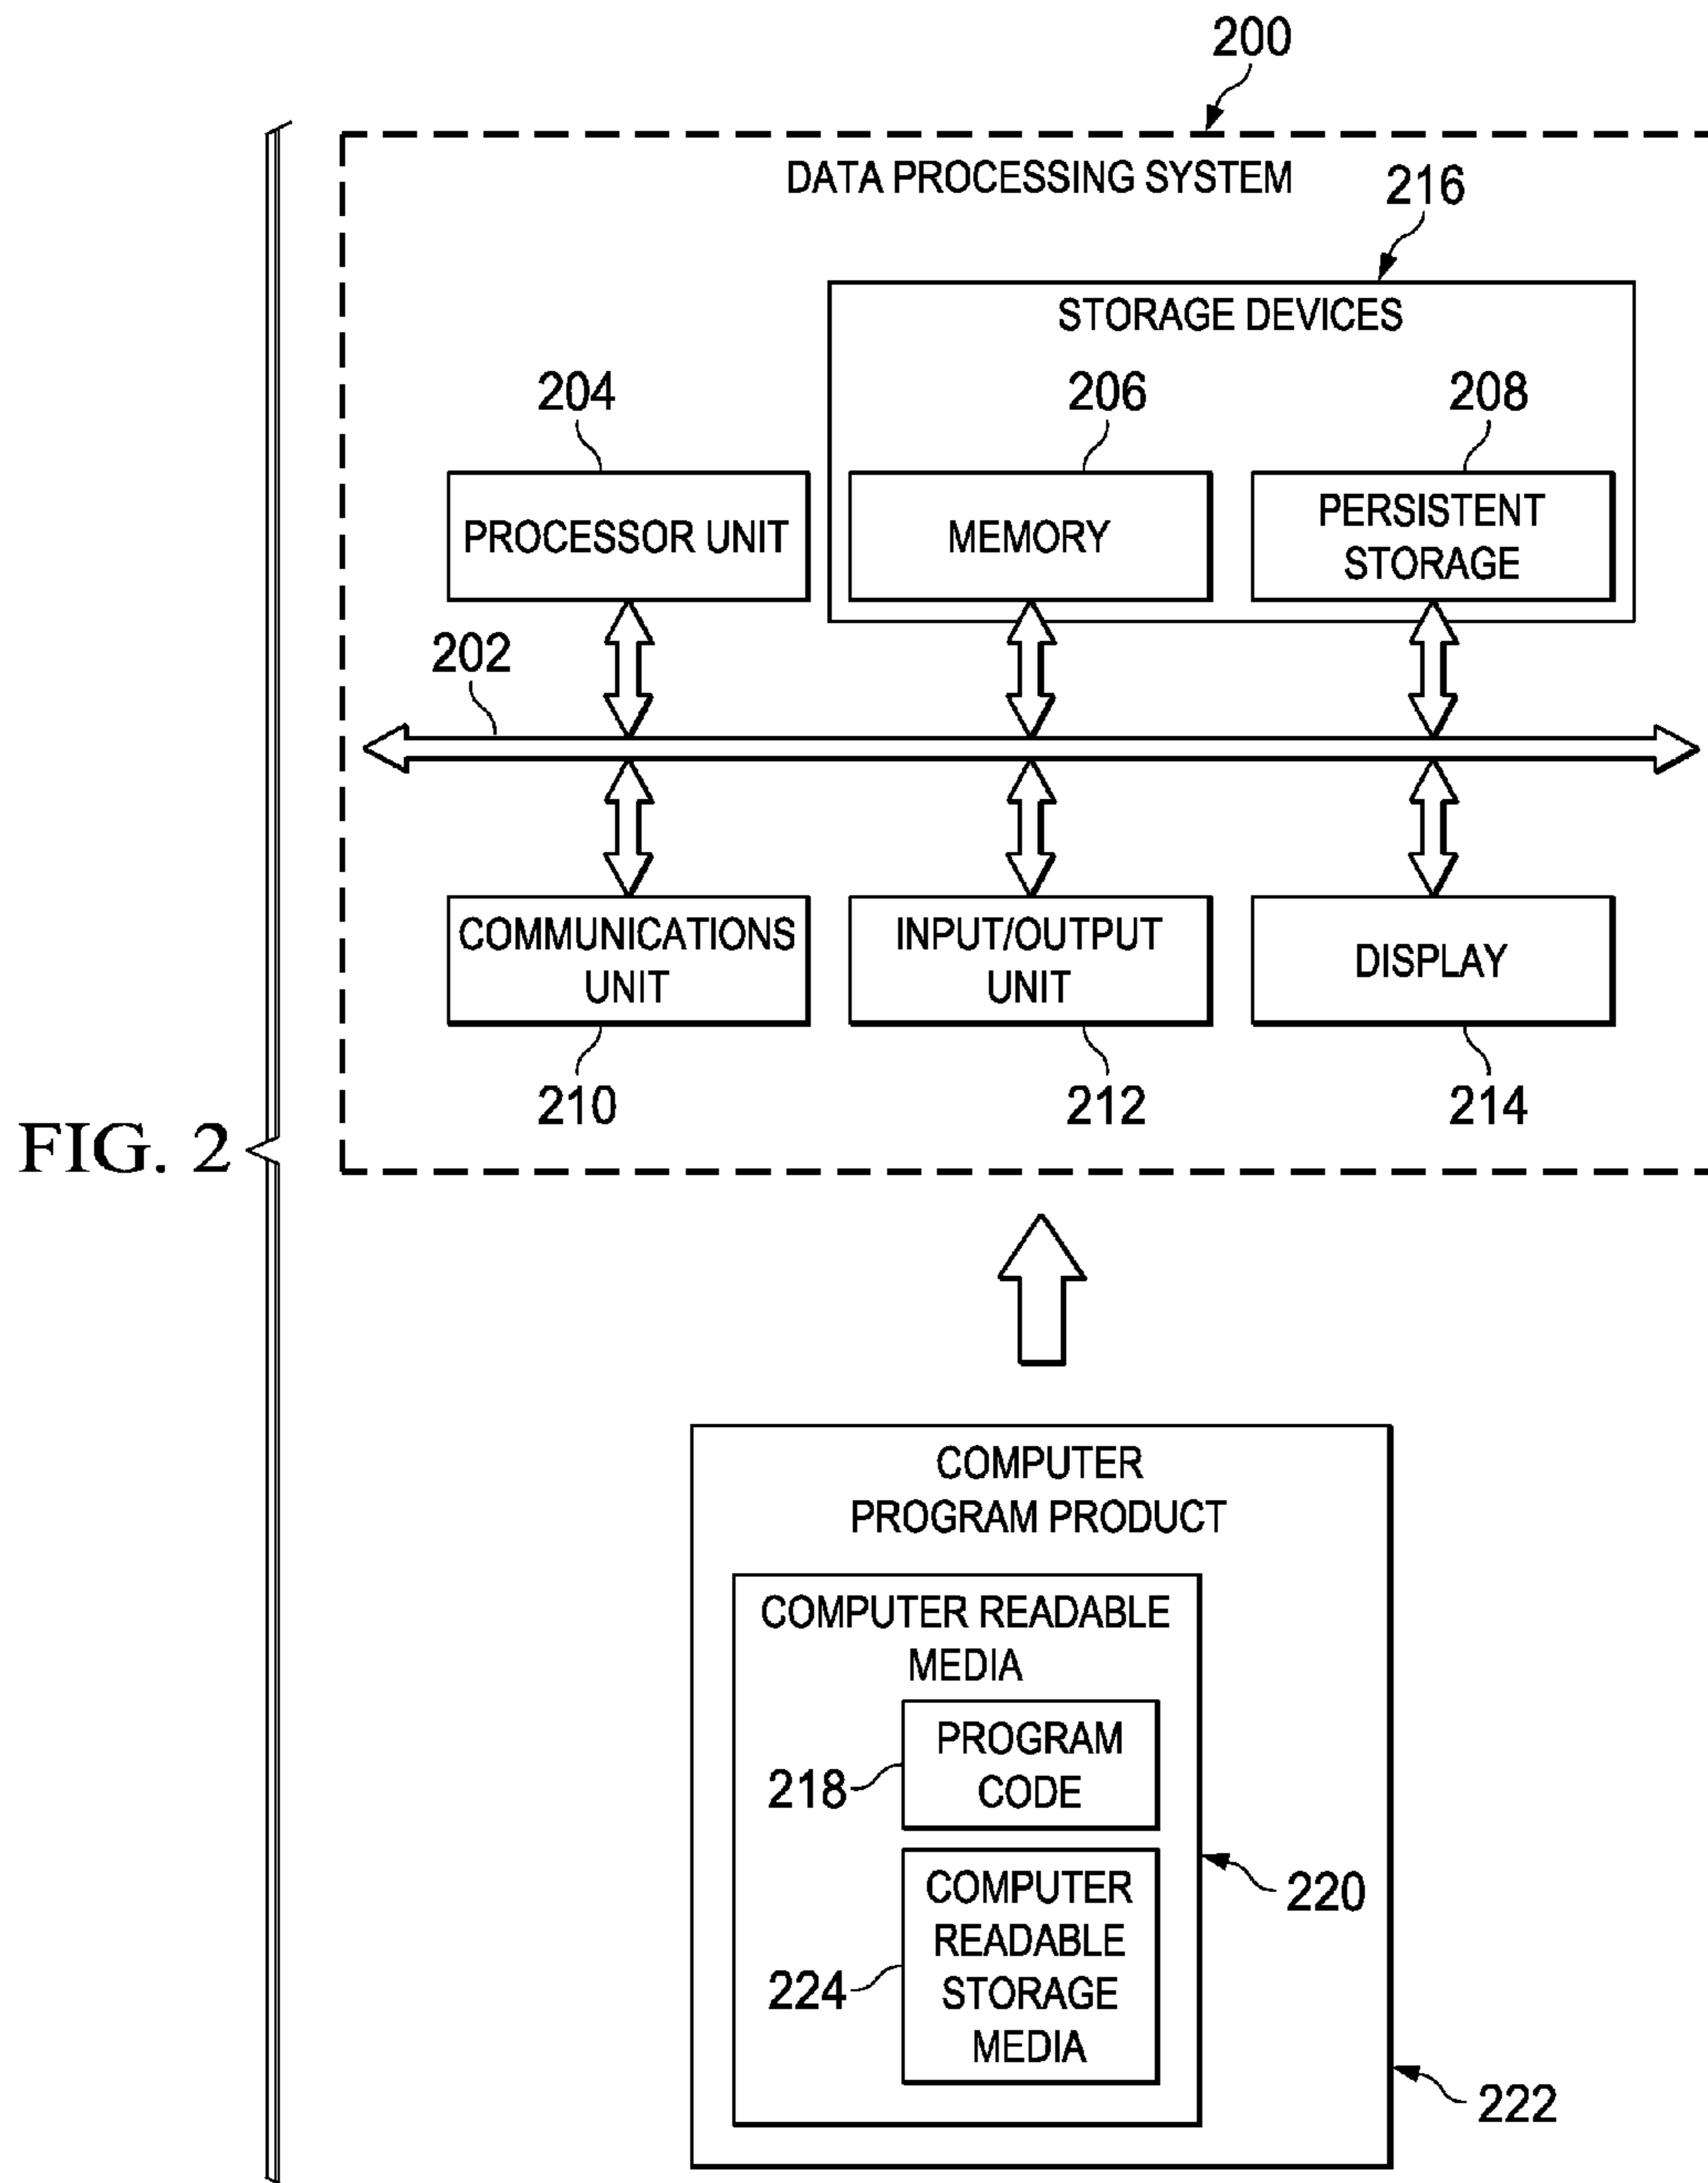 200
DATA PROCESSING SYSTEM
216
STORAGE DEVICES
204
206
208
PROCESSOR UNIT
MEMORY
PERSISTENT
STORAGE
202
COMMUNICATIONS
UNIT
INPUT/OUTPUT
UNIT
DISPLAY
210
212
214
FIG. 2
COMPUTER
PROGRAM PRODUCT
COMPUTER READABLE
MEDIA
PROGRAM
CODE
218
COMPUTER
READABLE
STORAGE
MEDIA
220
224
222